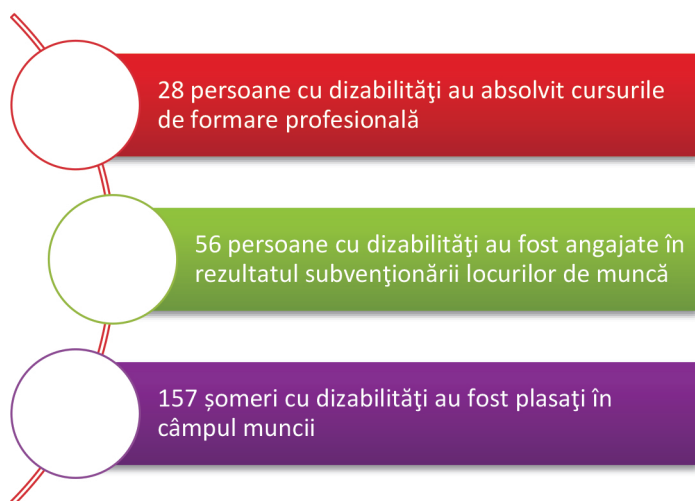 28 persoane cu dizabilităţi au absolvit cursurile
de formare profesională
56 persoane cu dizabilităţi au fost angajate în
rezultatul subvenţionării locurilor de muncă
157 șomeri cu dizabilităţi au fost plasaţi în
câmpul muncii